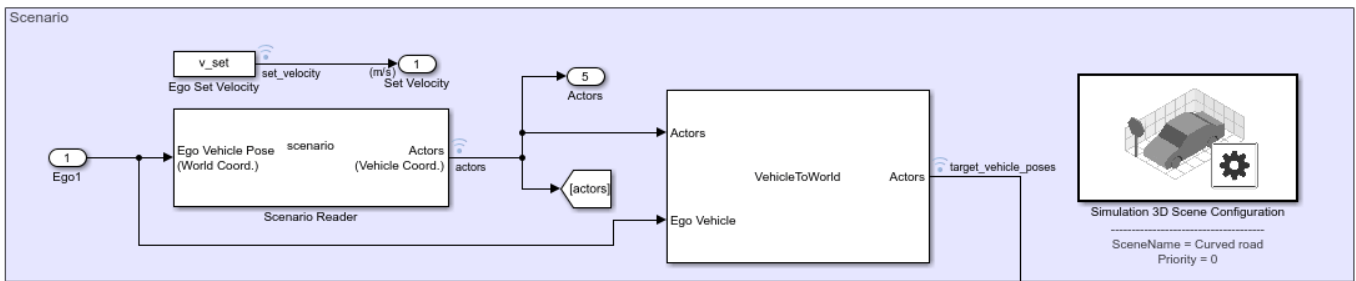 Scenario
v_set
set_velocity
Ego Set Velocity
(m/s)
1
Set Velocity
5
Actors
1
Ego1
Ego Vehicle Pose
(World Coord.)
scenario
Actors
(Vehicle Coord.)
Scenario Reader
actors
[actors]
Actors
Ego Vehicle
VehicleToWorld
Actors
target_vehicle_poses
Simulation 3D Scene Configuration
------------------------------------
SceneName = Curved road
Priority = 0